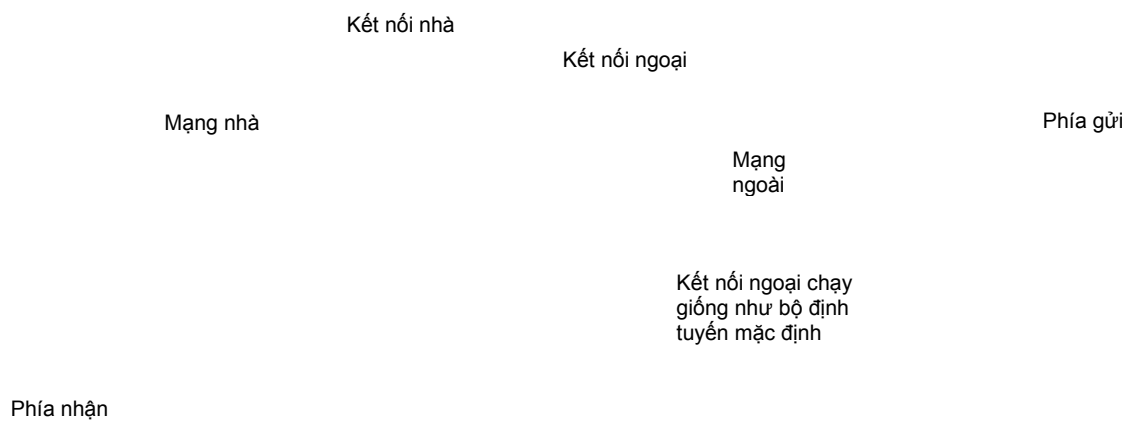 Kết nối nhà
Kết nối ngoại
Mạng nhà
Phía gửi
Mạng
ngoài
Kết nối ngoại chạy
giống như bộ định
tuyến mặc định
Phía nhận